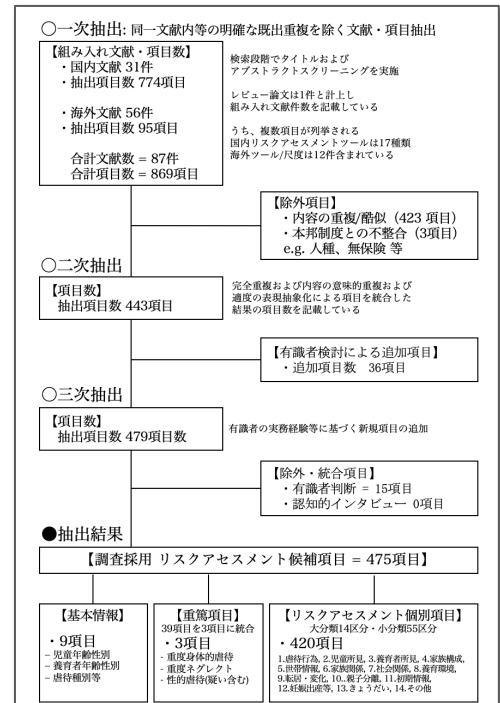 ○一次抽出: 同一文献内等の明確な既出重複を除く文献・項目抽出
【組み入れ文献・項目数】
・国内文献 31件
・抽出項目数 774項目
・海外文献 56件
・抽出項目数 95項目
合計文献数 = 87件
合計項目数 = 869項目
検索段階でタイトルおよび
アブストラクトスクリーニングを実施
レビュー論文は1件と計上し
組み入れ文献件数を記載している
うち、複数項目が列挙される
国内リスクアセスメントツールは17種類
海外ツール/尺度は12件含まれている
【除外項目】
・内容の重複/酷似（423 項目）
・本邦制度との不整合（3項目）
e.g. 人種、無保険 等
○二次抽出
【項目数】
抽出項目数 443項目
完全重複および内容の意味的重複および
適度の表現抽象化による項目を統合した
結果の項目数を記載している
【有識者検討による追加項目】
・追加項目数 36項目
○三次抽出
【項目数】
抽出項目数 479項目数
有識者の実務経験等に基づく新規項目の追加
【除外・統合項目】
・有識者判断 = 15項目
・認知的インタビュー 0項目
●抽出結果
【調査採用 リスクアセスメント候補項目 = 475項目】
【基本情報】
・9項目
– 児童年齢性別
– 養育者年齢性別
– 虐待種別等
【重篤項目】
39項目を3項目に統合
・3項目
- 重度身体的虐待
- 重度ネグレクト
- 性的虐待(疑い含む)
【リスクアセスメント個別項目】
大分類14区分・小分類55区分
・420項目
1.虐待行為, 2.児童所見, 3.養育者所見, 4.家族構成,
5.世帯情報, 6.家族関係, 7.社会関係, 8.養育環境,
9.転居・変化, 10..親子分離, 11.初期情報,
12.妊娠出産等, 13.きょうだい, 14.その他